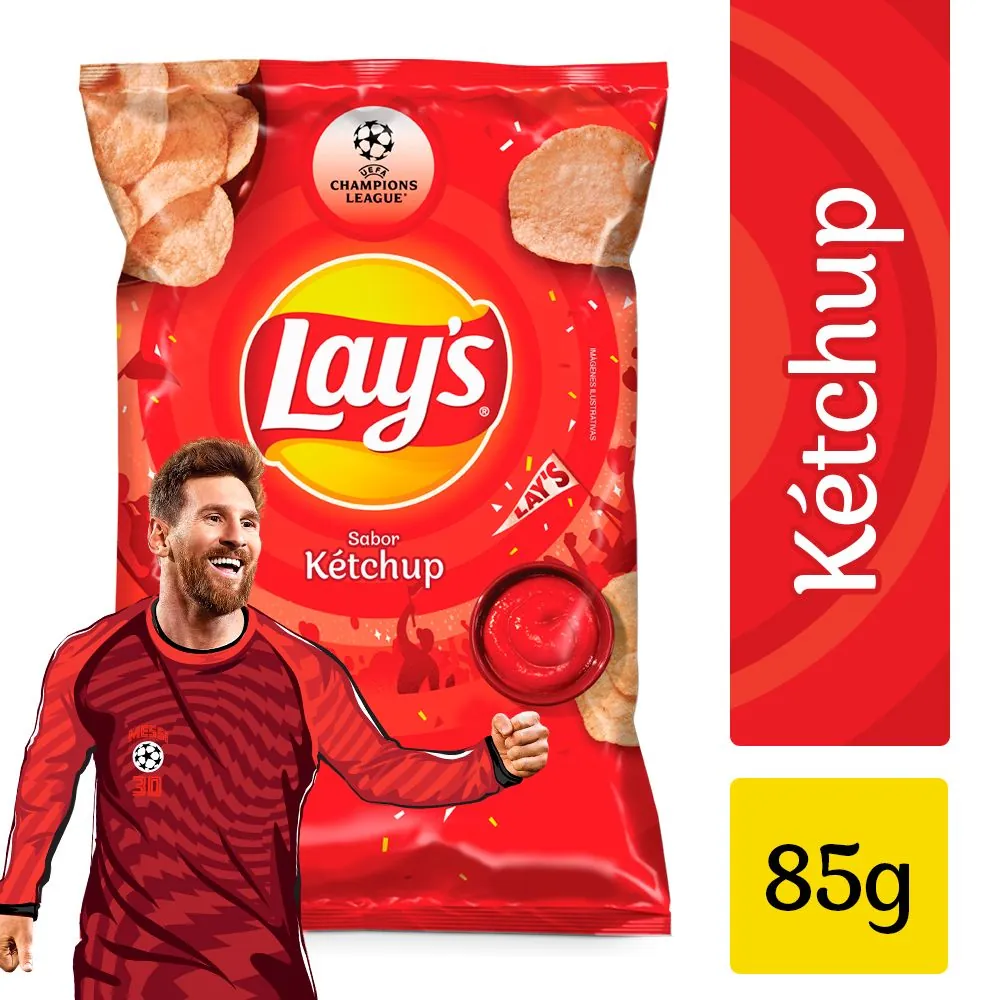 UEFA
CHAMPIONS
LEAGUE
Lay's®
IMÁGENES ILUSTRATIVAS
LAY'S
Sabor
Kétchup
MESSI
30
Kétchup
85g